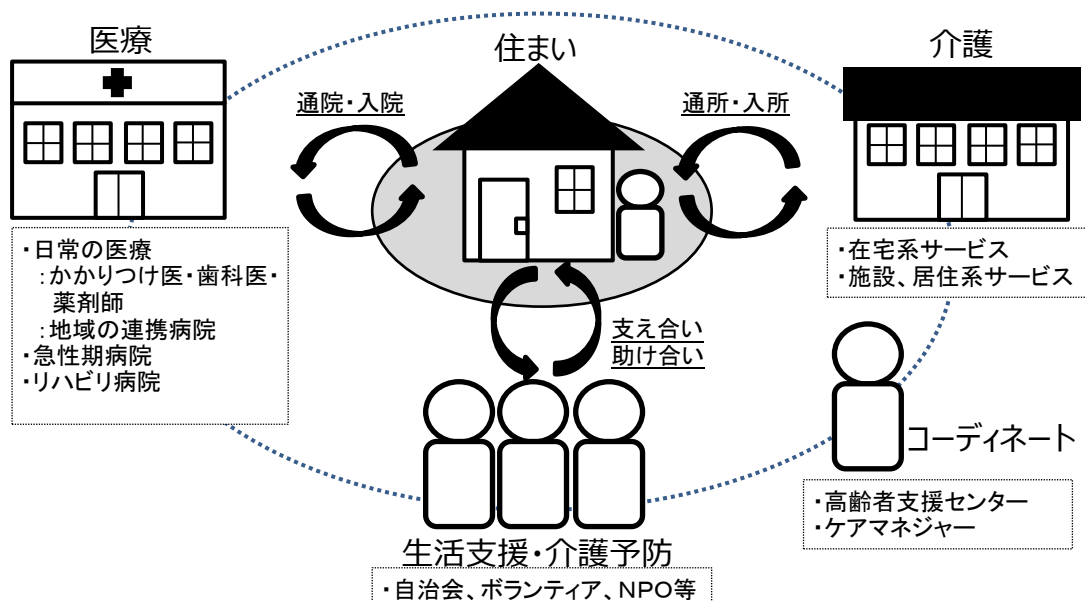 医療
住まい
介護
通院・入院
通所・入所
・日常の医療
:かかりつけ医・歯科医・
薬剤師
:地域の連携病院
・急性期病院
・リハビリ病院
・在宅系サービス
・施設、居住系サービス
支え合い
助け合い
コーディネート
・高齢者支援センター
・ケアマネジャー
生活支援・介護予防
・自治会、ボランティア、NPO等